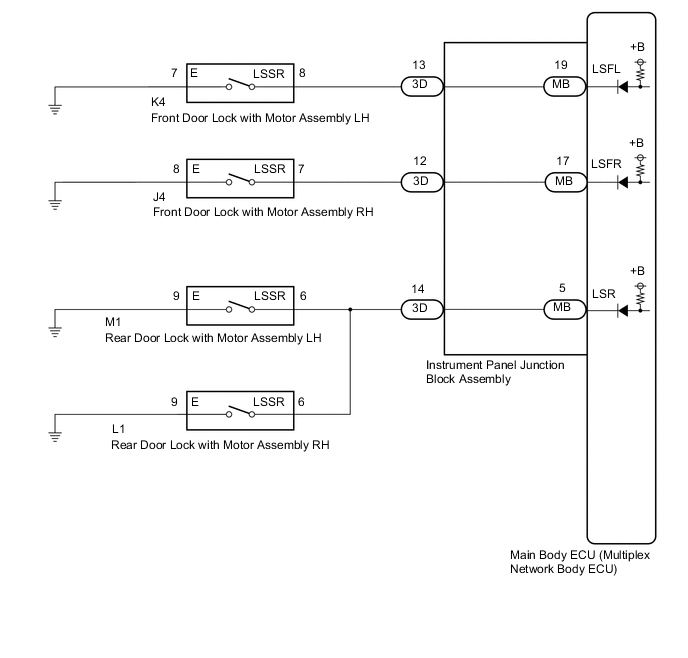 +B
13
19
LSFL
7
E
LSSR
8
3D
MB
K4
Front Door Lock with Motor Assembly LH
+B
12
17
LSFR
8
E
LSSR
7
3D
MB
J4
Front Door Lock with Motor Assembly RH
+B
14
5
LSR
9
E
LSSR
6
3D
MB
M1
Rear Door Lock with Motor Assembly LH
Instrument Panel Junction
Block Assembly
9
E
LSSR
6
L1
Rear Door Lock with Motor Assembly RH
Main Body ECU (Multiplex
Network Body ECU)